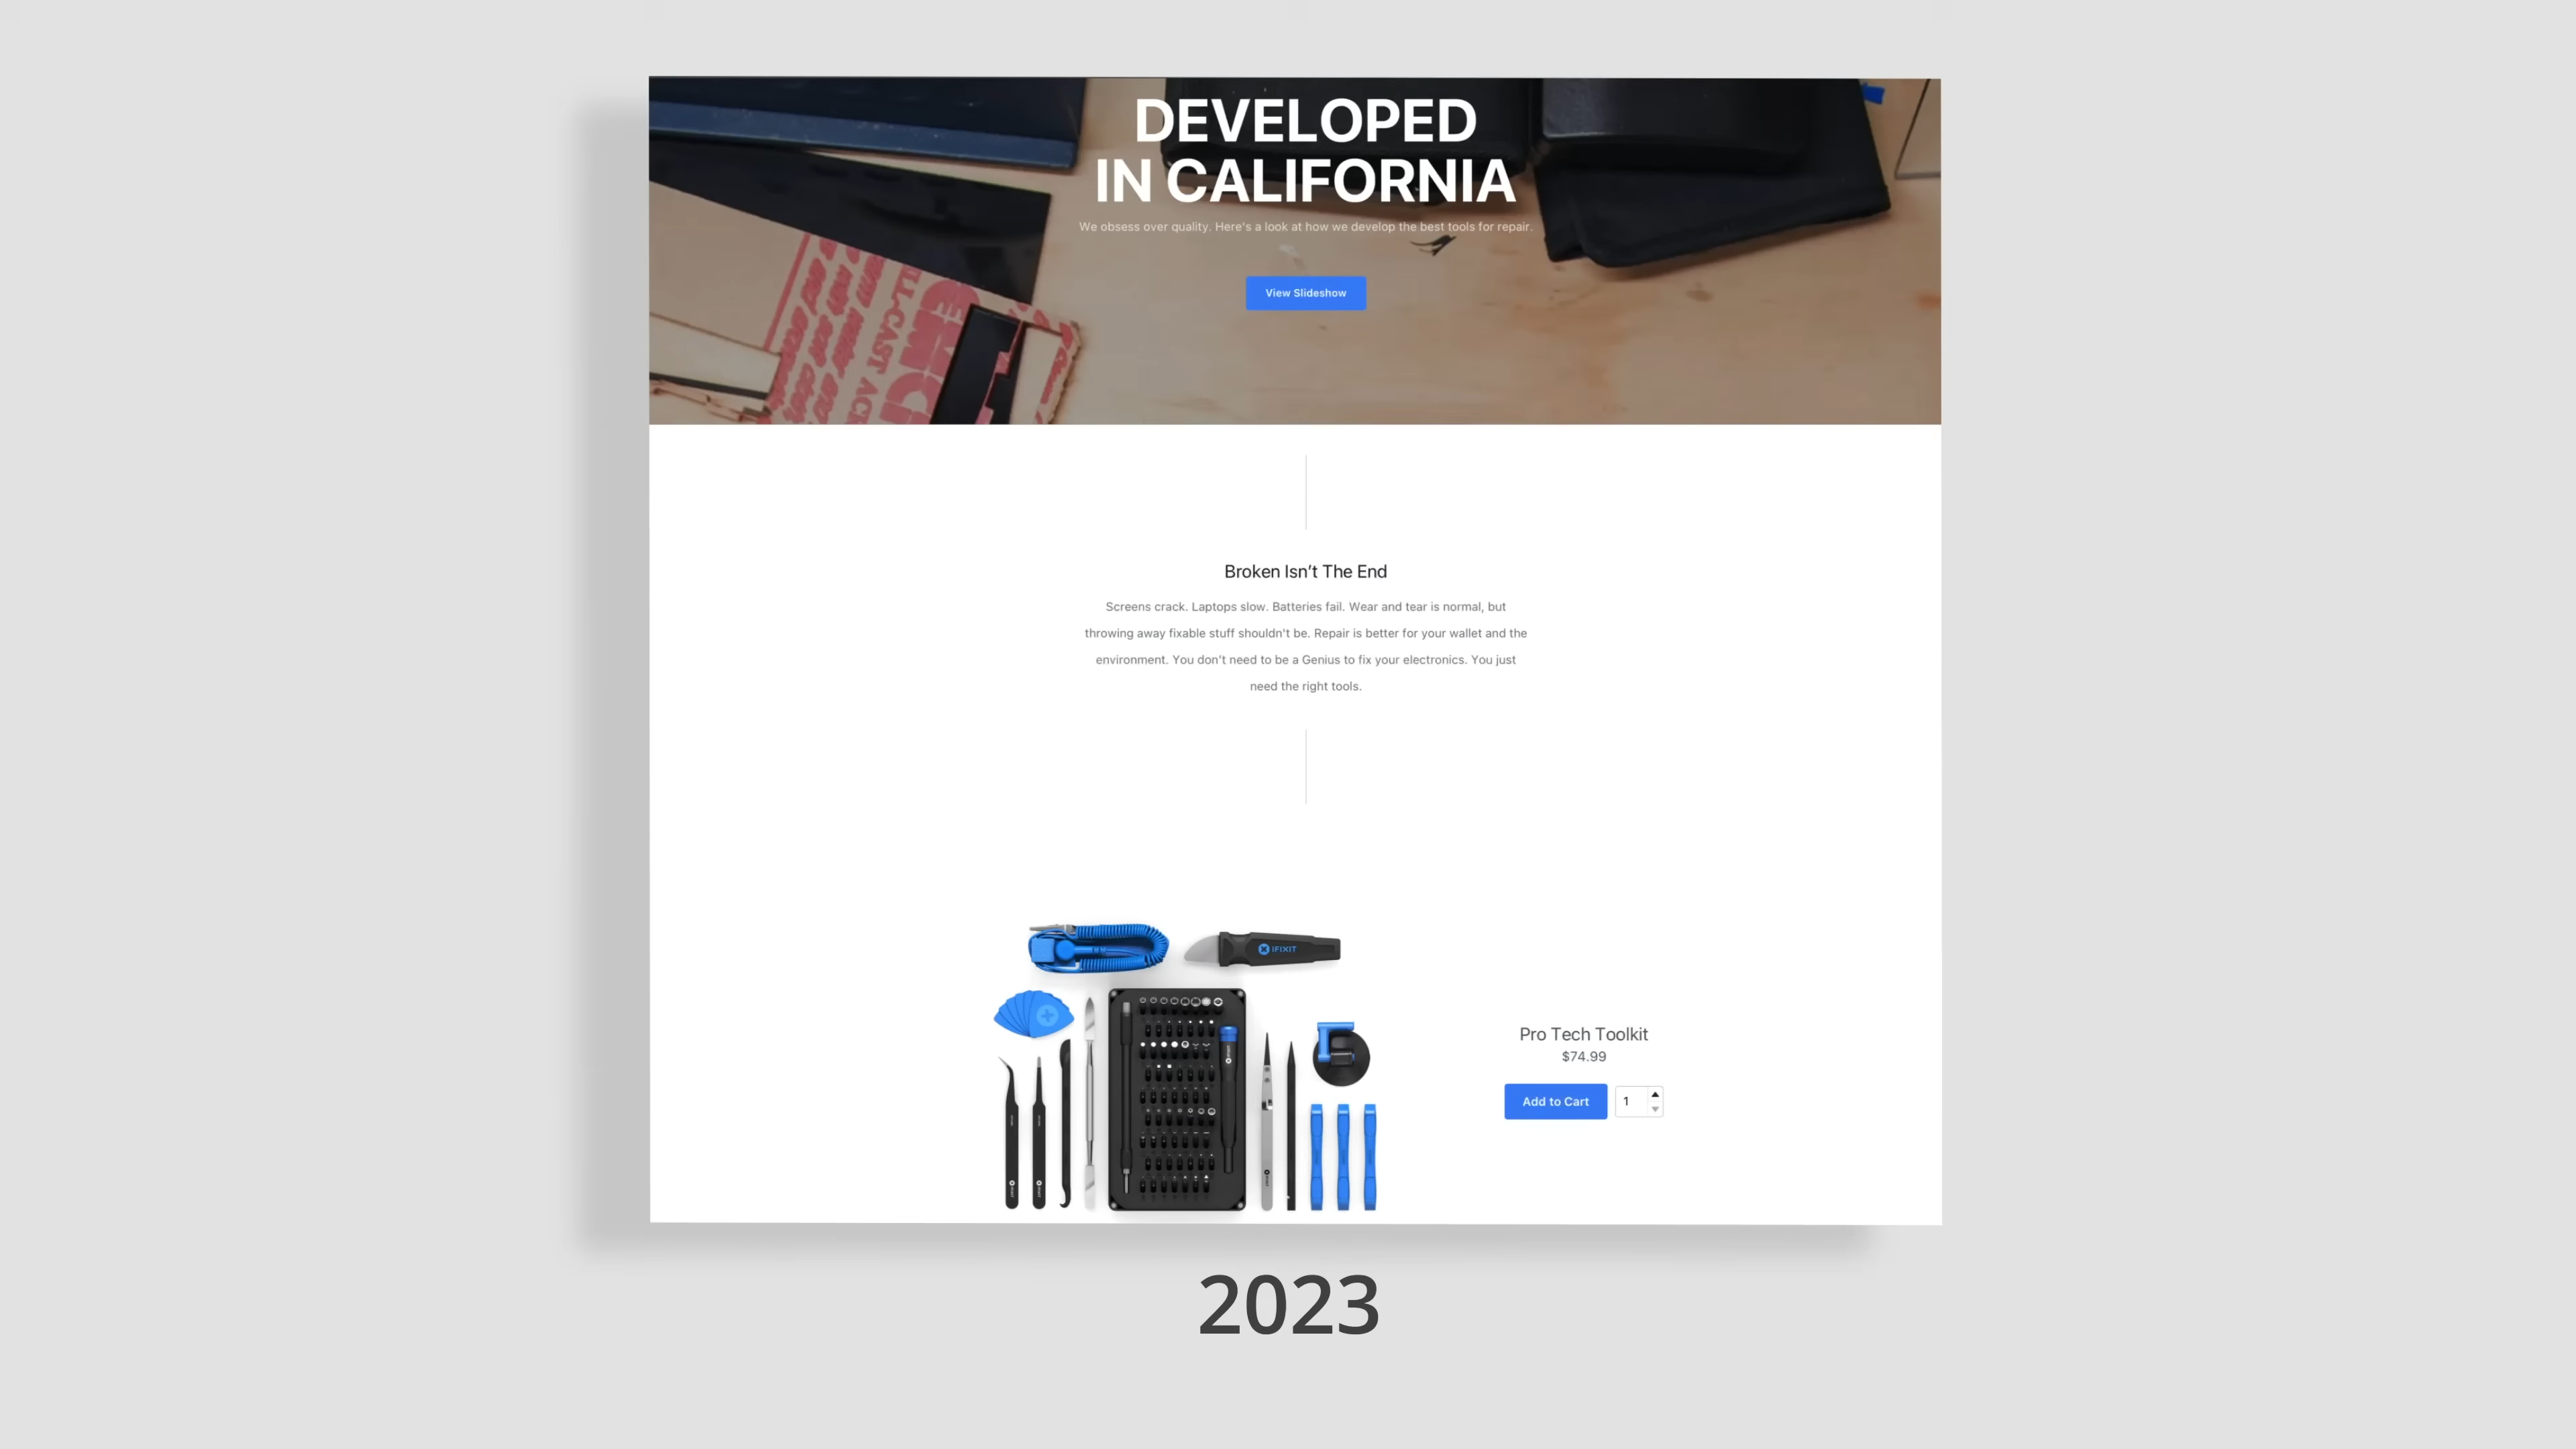 DEVELOPED
IN CALIFORNIA
We obsess over quality. Here's a look at how we develop the best tools for repair.
View Slideshow
Broken Isn't The End
Screens crack. Laptops slow. Batteries fail. Wear and tear is normal, but
throwing away fixable stuff shouldn't be. Repair is better for your wallet and the
environment. You don't need to be a Genius to fix your electronics. You just
need the right tools.
IFIXIT
Pro Tech Toolkit
$74.99
Add to Cart
1
2023